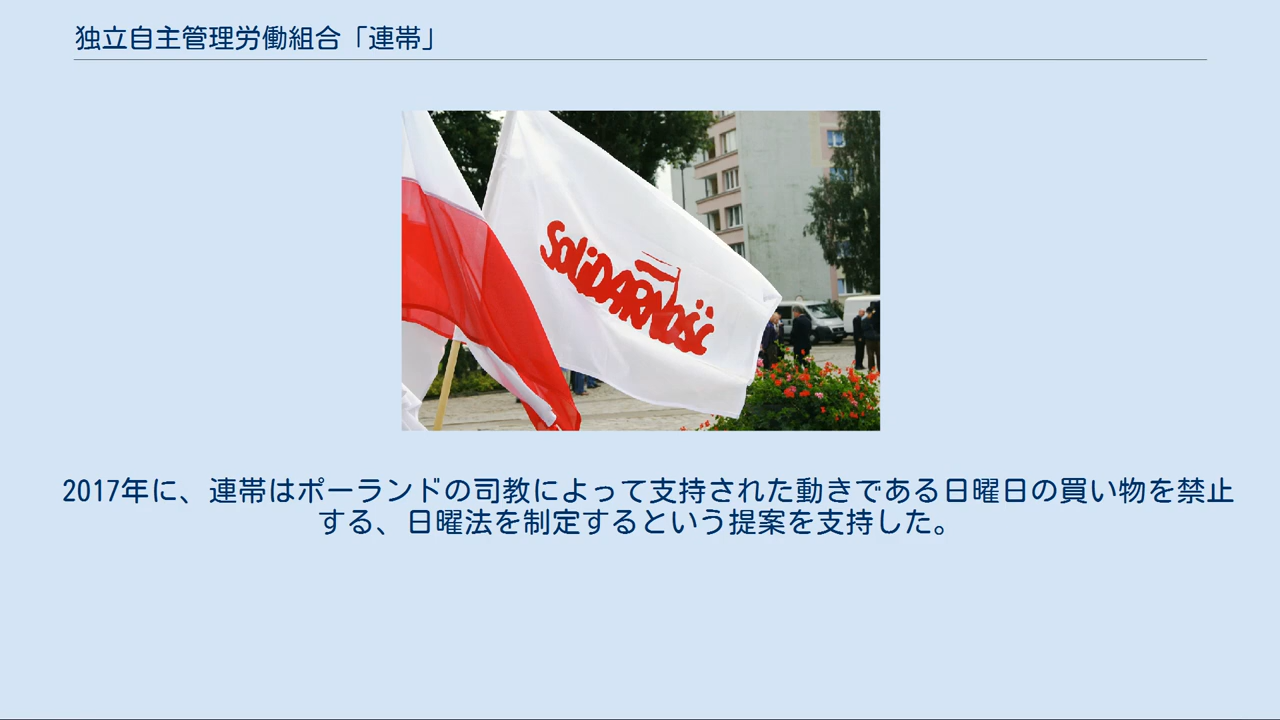 独立自主管理労働組合「連帯」
SOLiDARNOŚĆ
2017年に、連帯はポーランドの司教によって支持された動きである日曜日の買い物を禁止
する、日曜法を制定するという提案を支持した。